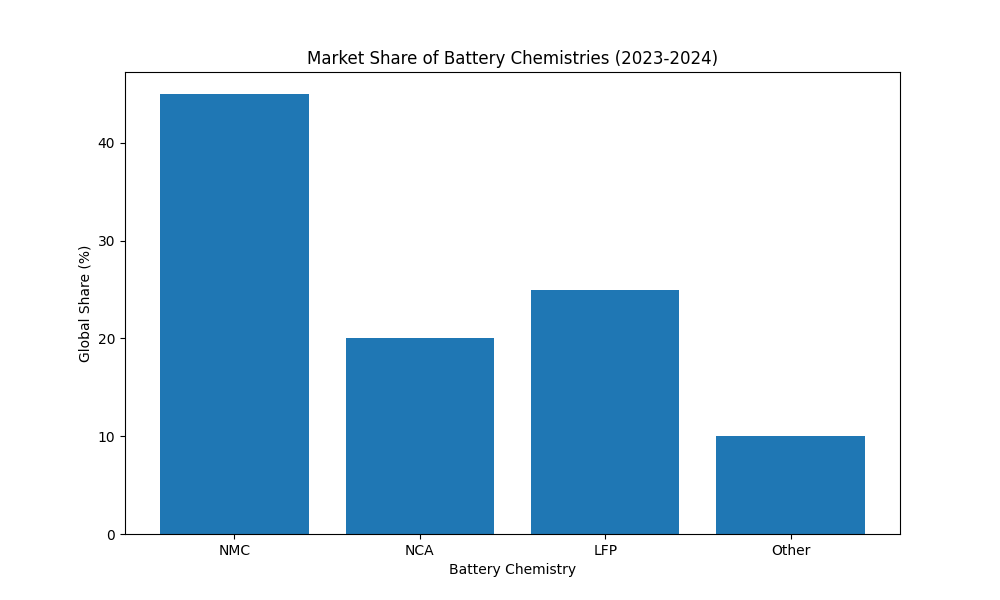 Market Share of Battery Chemistries (2023-2024)
Global Share (%)
40
30
20
10
0
NMC NCA LFP Other
Battery Chemistry